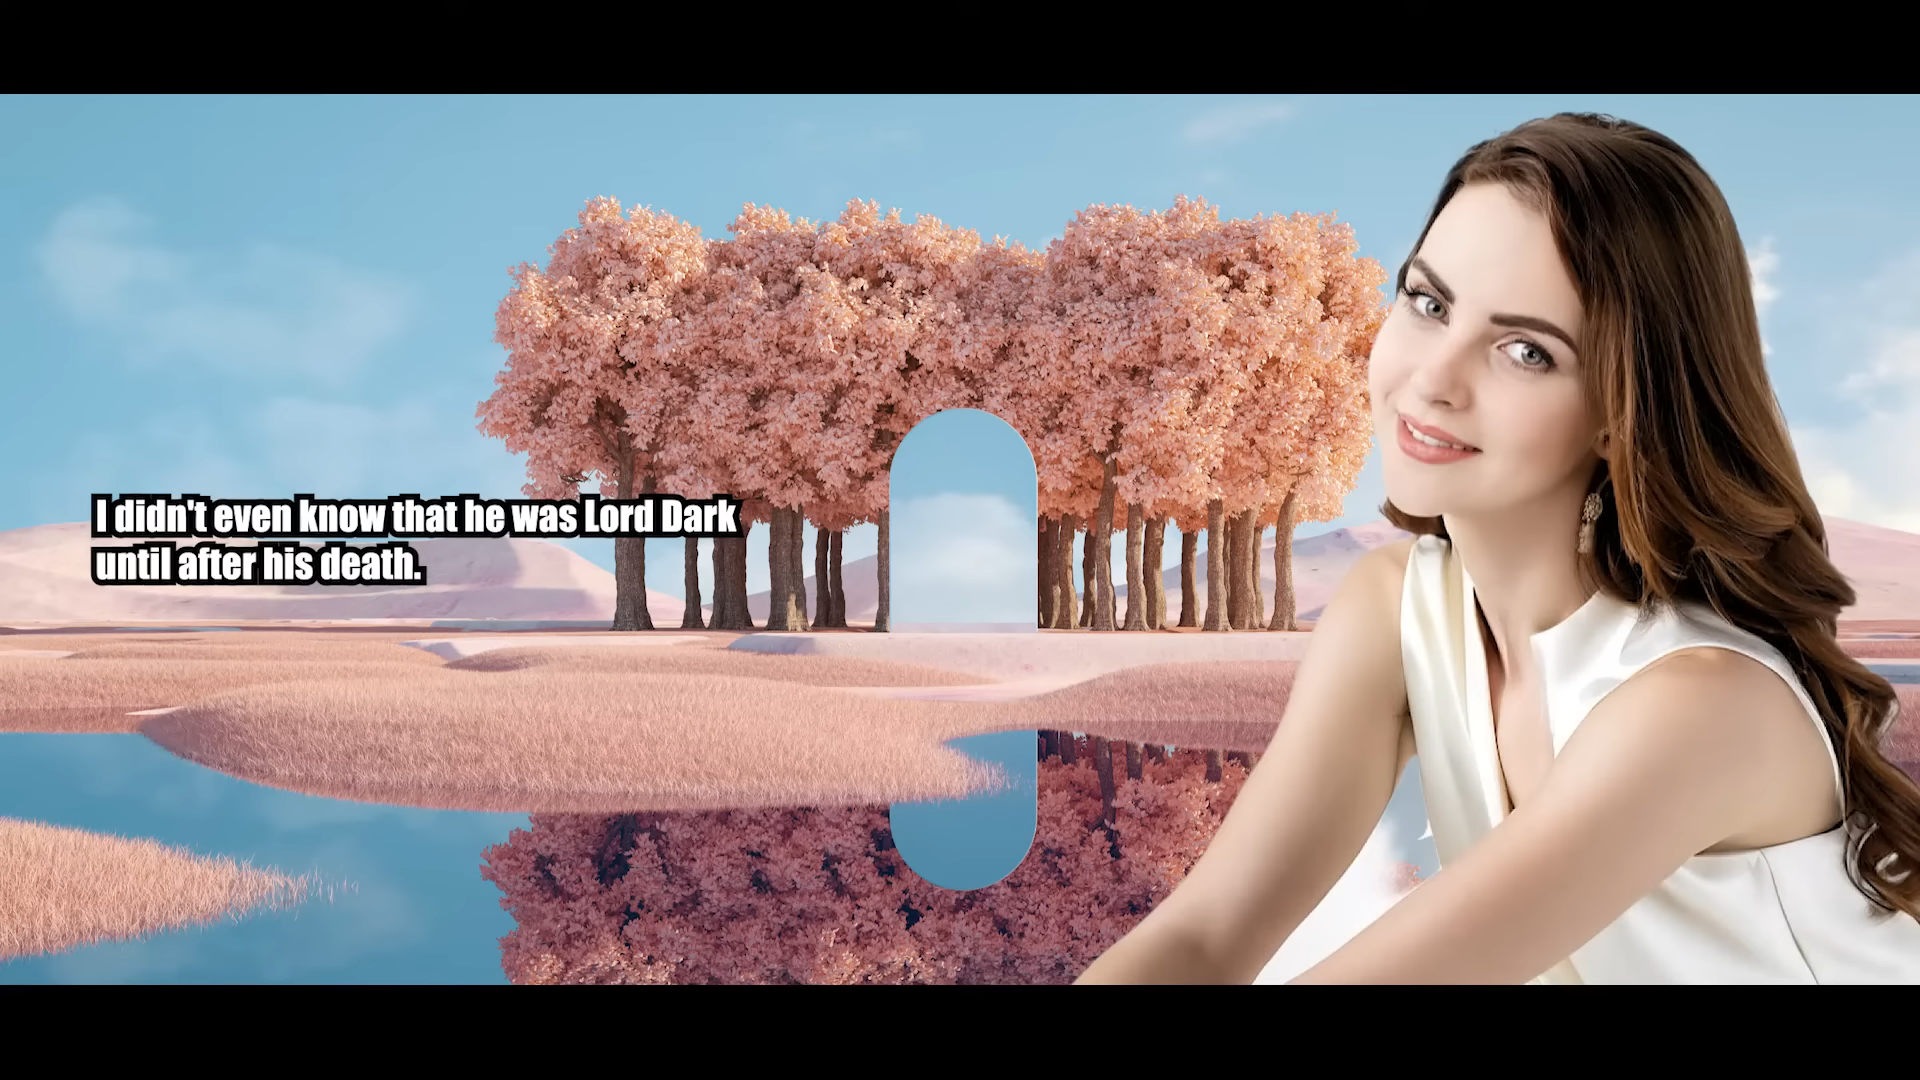 I didn't even know that he was Lord Dark
until after his death.